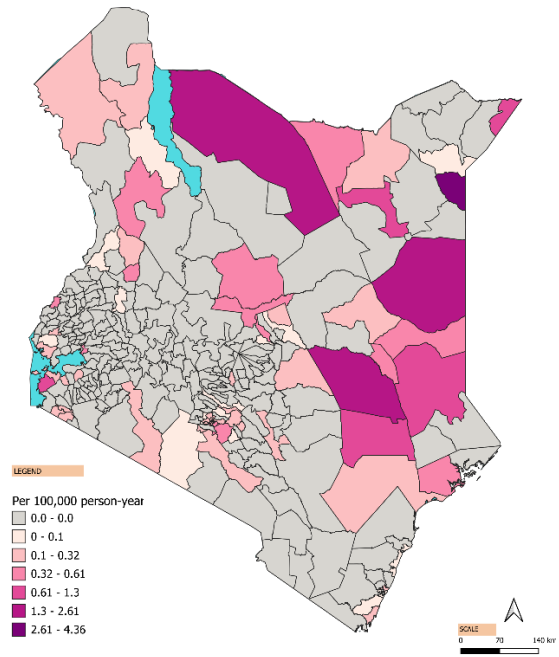 LEGEND
Per 100,000 person-year
0.0 - 0.0
0 - 0.1
0.1 - 0.32
0.32 - 0.61
0.61 - 1.3
1.3 - 2.61
2.61 - 4.36
SCALE
0 70 140 km